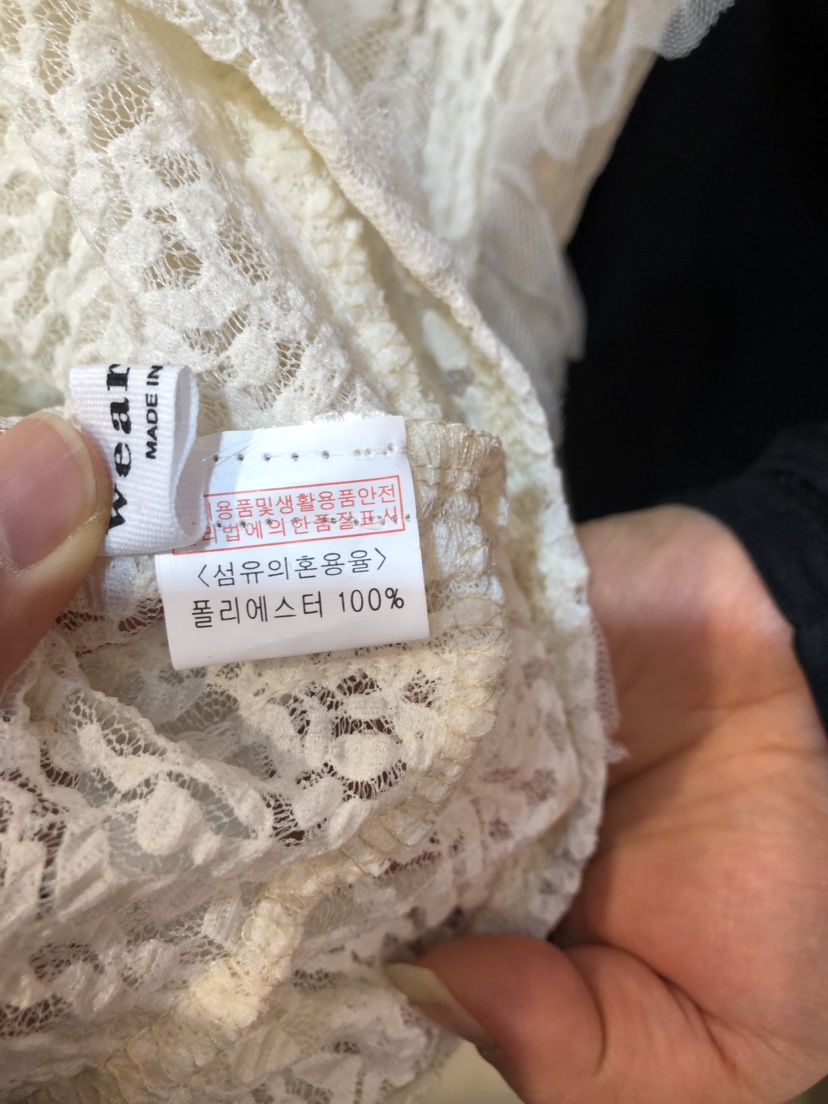 wear
MADE IN
용품및생활용품안전
리법에의한품질표시
〈섬유의혼용율〉
폴리에스터 100%